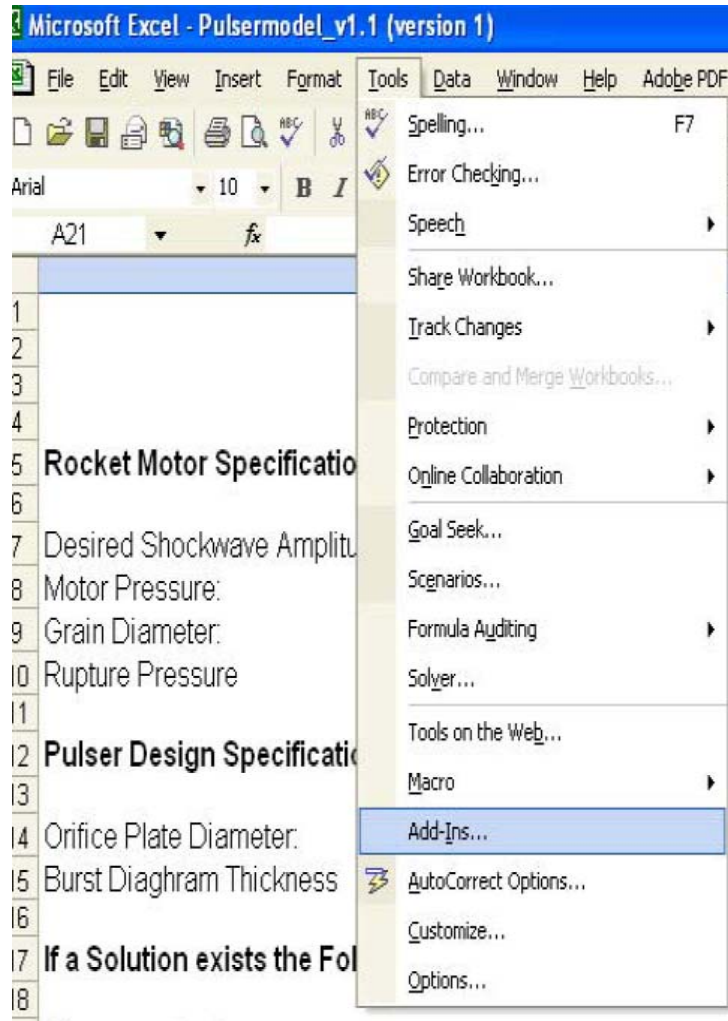 Microsoft Excel - Pulsermodel_v1.1 (version 1)
File Edit View Insert Format Tools Data Window Help Adobe PDF
Arial 10 B I
A21 fx
Spelling... F7
Error Checking...
Speech
Share Workbook...
Track Changes
Compare and Merge Workbooks...
Protection
Online Collaboration
Goal Seek...
Scenarios...
Formula Auditing
Solver...
Tools on the Web...
Macro
Add-Ins...
AutoCorrect Options...
Customize...
Options...
1
2
3
4
5 Rocket Motor Specificatio
6
7 Desired Shockwave Amplitu
8 Motor Pressure:
9 Grain Diameter:
10 Rupture Pressure
11
12 Pulser Design Specificatio
13
14 Orifice Plate Diameter:
15 Burst Diaghram Thickness
16
17 If a Solution exists the Fol
18